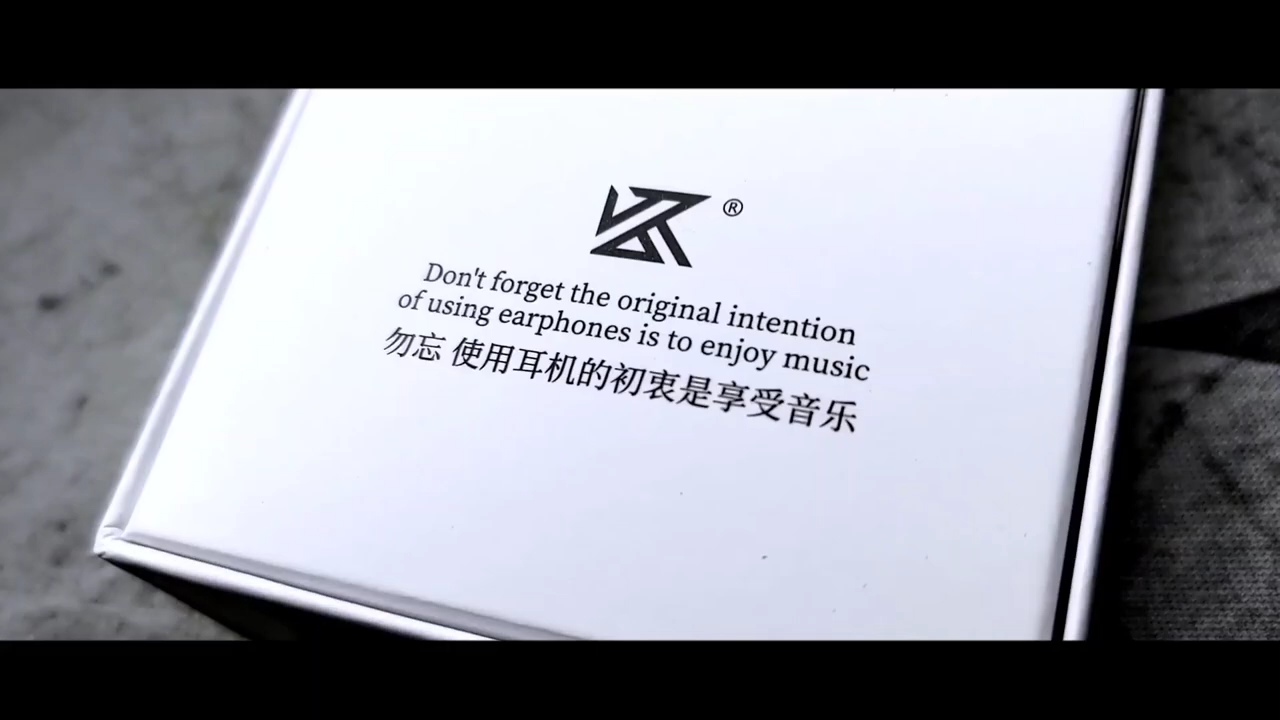 ®
Don't forget the original intention
of using earphones is to enjoy music
勿忘 使用耳机的初衷是享受音乐